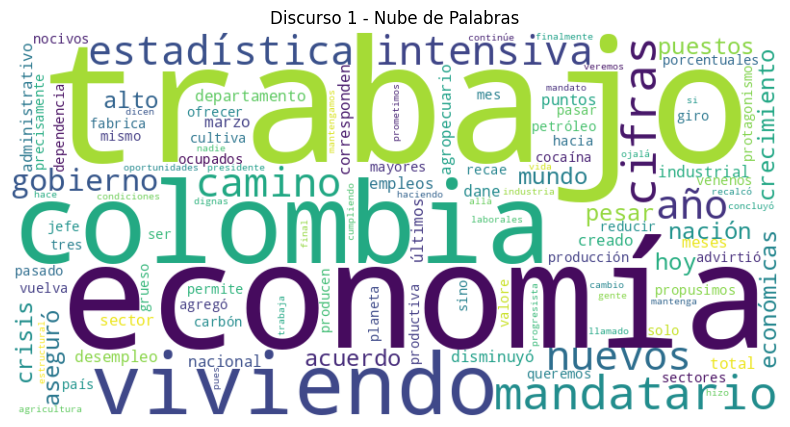 Discurso 1 - Nube de Palabras
nocivos
estadística
intensiva
continúe
finalmente
puestos
porcentuales
administrativo
precisamente
dependencia
alto
departamento
ofrecer
fabrica
marzo
mismo
cultiva
nadie
ocupados
trabajo
dicen
mantengamos
corresponden
prometimos
agropecuario
mandato
veremos
mes
puntos
pasar
petróleo
hacia
cocaína
cifras
si
giro
protagonismo
crecimiento
gobierno
oportunidades
presidente
camino
mayores
empleos
recae
dane
vida
industria
mundo
ojalá
industrial
venenos
recalcó
concluyó
hace
condiciones
dignas
colombia
final
cumpliendo
haciendo
allá
laborales
pesar
año
nación
reducir
creado
meses
hoy
advirtió
jefe
tres
ser
últimos
producción
económicas
pasado
vuelva
grueso
permite
agregó
carbón
economía
producen
planeta
productiva
sino
valore
progresista
cambio
gente
llamado
propusimos
mantenga
solo
crisis
estructural
aseguró
sector
trabaja
desempleo
nacional
acuerdo
disminuyó
nuevos
total
país
pues
viviendo
queremos
sectores
hizo
mandatario
agricultura